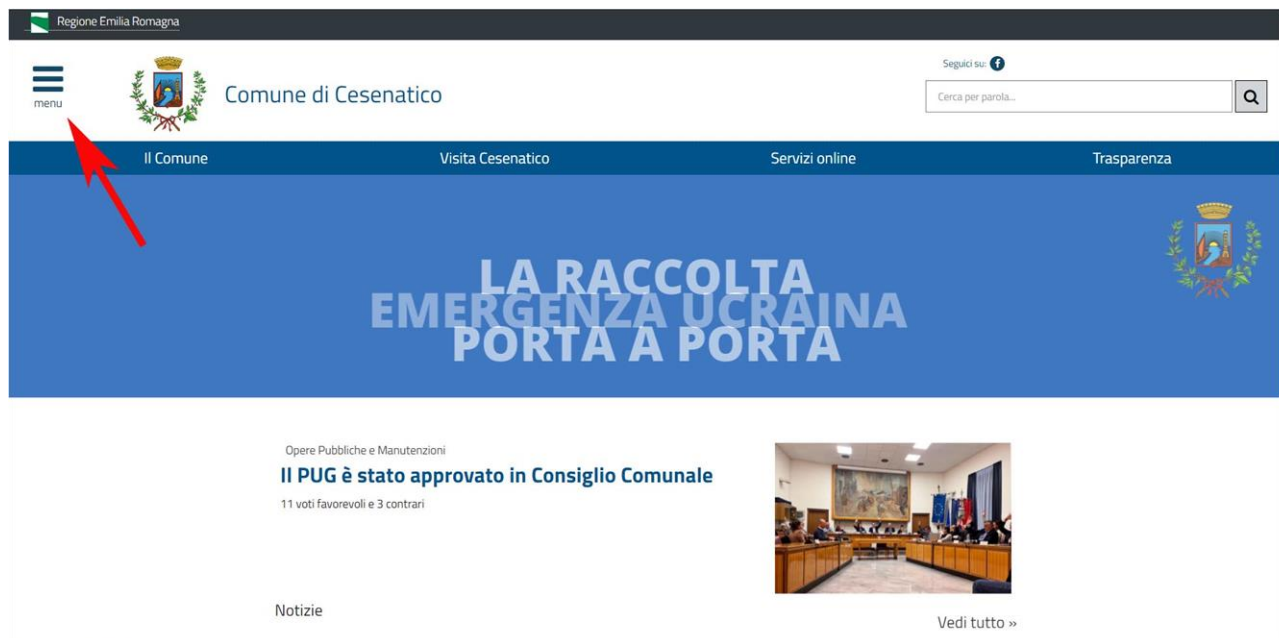 Regione Emilia Romagna
menu
Comune di Cesenatico
Seguici su:
Cerca per parola...
Il Comune
Visita Cesenatico
Servizi online
Trasparenza
LA RACCOLTA
EMERGENZA UCRAINA
PORTA A PORTA
Opere Pubbliche e Manutenzioni
Il PUG è stato approvato in Consiglio Comunale
11 voti favorevoli e 3 contrari
Notizie
Vedi tutto »